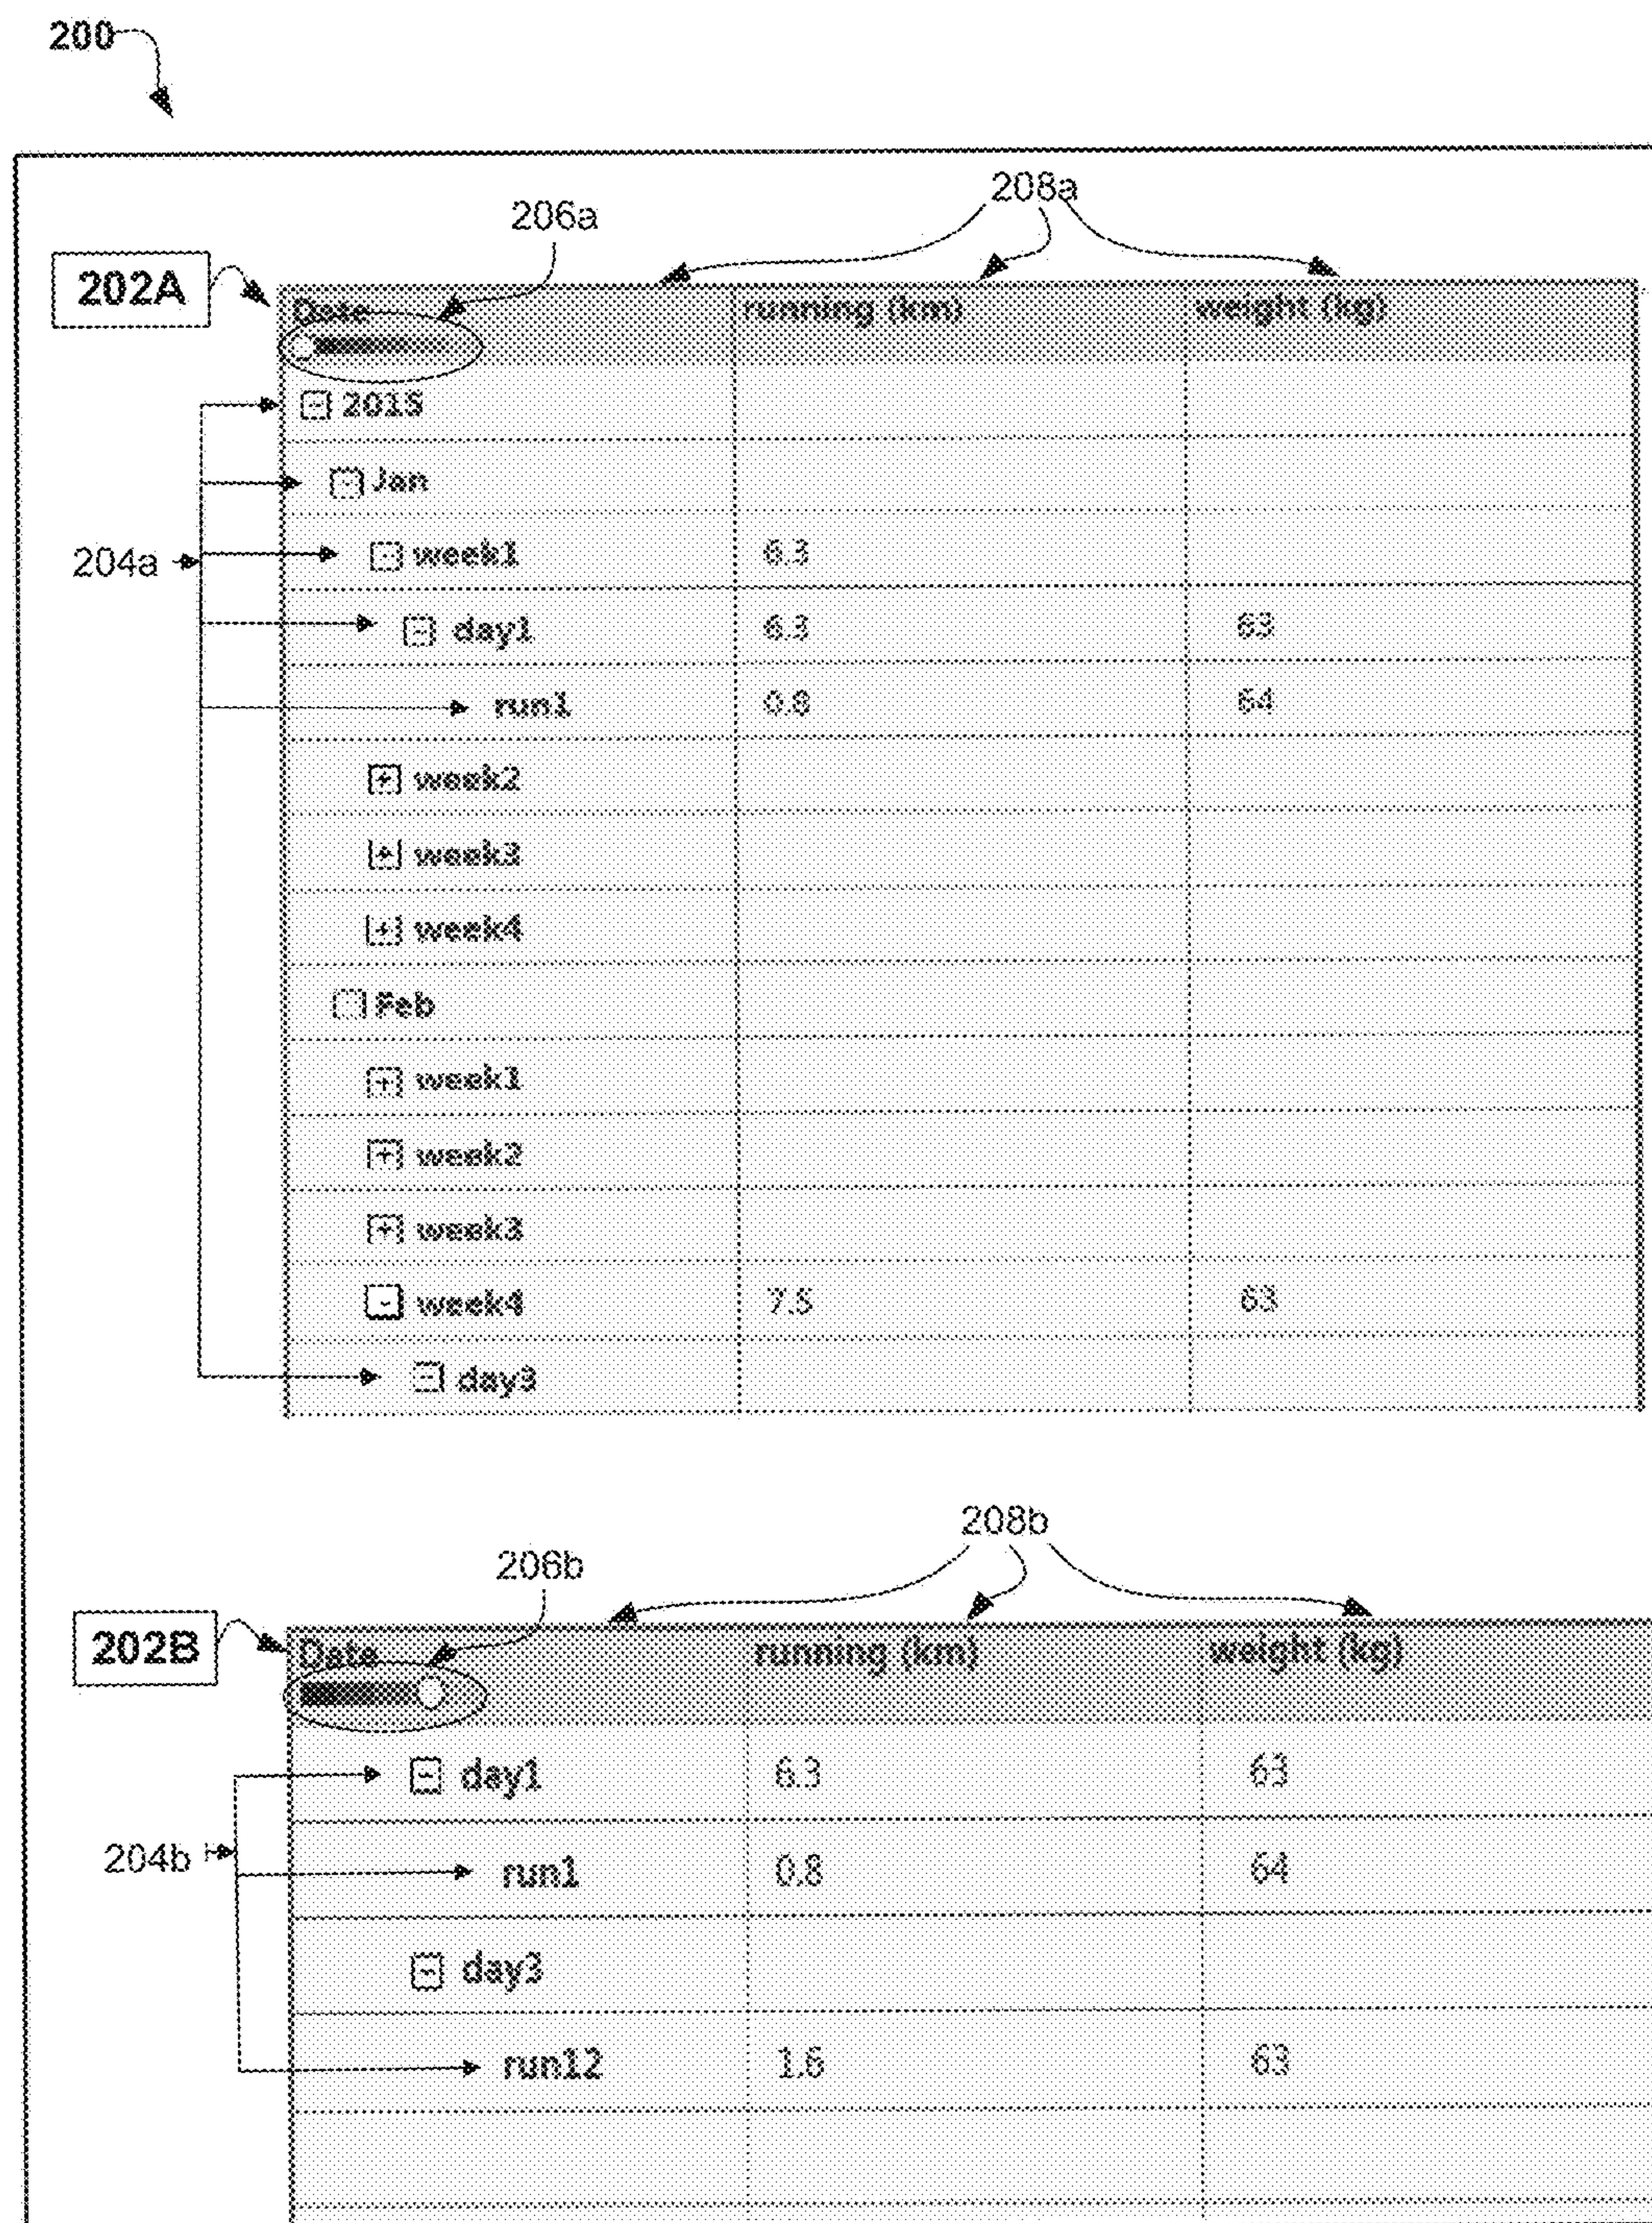 200
208a
206a
202A
Date running (km) weight (kg)
- 2015
- Jan
204a
- week1 6.3
- day1 6.3 63
run1 0.8 64
+ week2
+ week3
+ week4
Feb
+ week1
+ week2
+ week3
- week4 7.5 63
- day3
208b
206b
202B
Date running (km) weight (kg)
- day1 6.3 63
204b
run1 0.8 64
- day3
run12 1.6 63